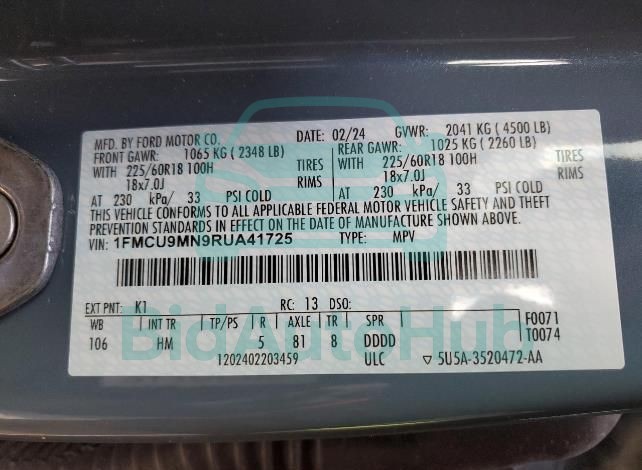 MFD. BY FORD MOTOR CO.
DATE: 02/24 GVWR: 2041 KG ( 4500 LB)
FRONT GAWR: 1065 KG ( 2348 LB) REAR GAWR: 1025 KG ( 2260 LB)
WITH 225/60R18 100H TIRES WITH 225/60R18 100H TIRES
18x7.0J RIMS 18x7.0J RIMS
AT 230 kPa/ 33 PSI COLD AT 230 kPa/ 33 PSI COLD
THIS VEHICLE CONFORMS TO ALL APPLICABLE FEDERAL MOTOR VEHICLE SAFETY AND THEFT
PREVENTION STANDARDS IN EFFECT ON THE DATE OF MANUFACTURE SHOWN ABOVE.
VIN: 1FMCU9MN9RUA41725 TYPE: MPV
EXT PNT: K1 RC: 13 DSO:
WB INT TR TP/PS R AXLE TR SPR F0071
106 HM 5 81 8 DDDD T0074
1202402203459 ULC ▽ 5U5A-3520472-AA
BidAutoHub